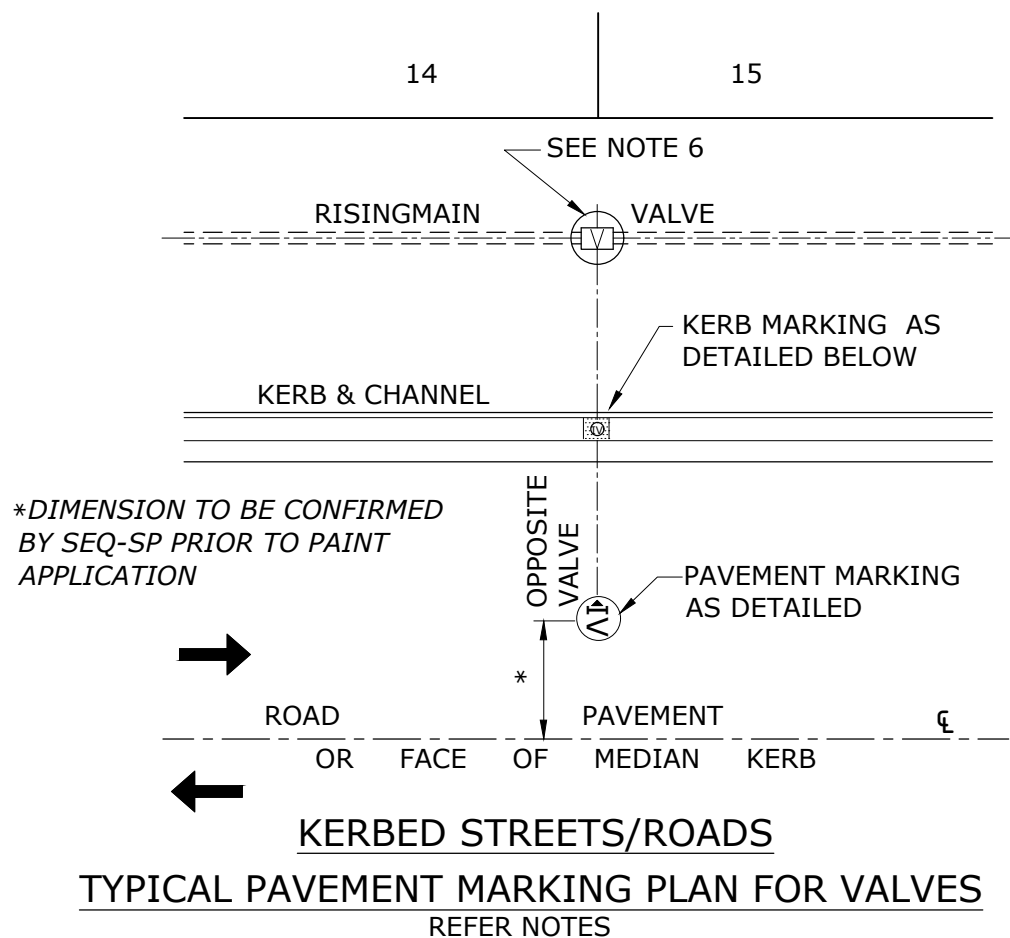 14
15
SEE NOTE 6
RISINGMAIN
VALVE
V
KERB MARKING AS
DETAILED BELOW
KERB & CHANNEL
IV
*DIMENSION TO BE CONFIRMED
BY SEQ-SP PRIOR TO PAINT
APPLICATION
OPPOSITE
VALVE
PAVEMENT MARKING
AS DETAILED
IV
*
ROAD
PAVEMENT
℄
OR FACE OF MEDIAN KERB
KERBED STREETS/ROADS
TYPICAL PAVEMENT MARKING PLAN FOR VALVES
REFER NOTES